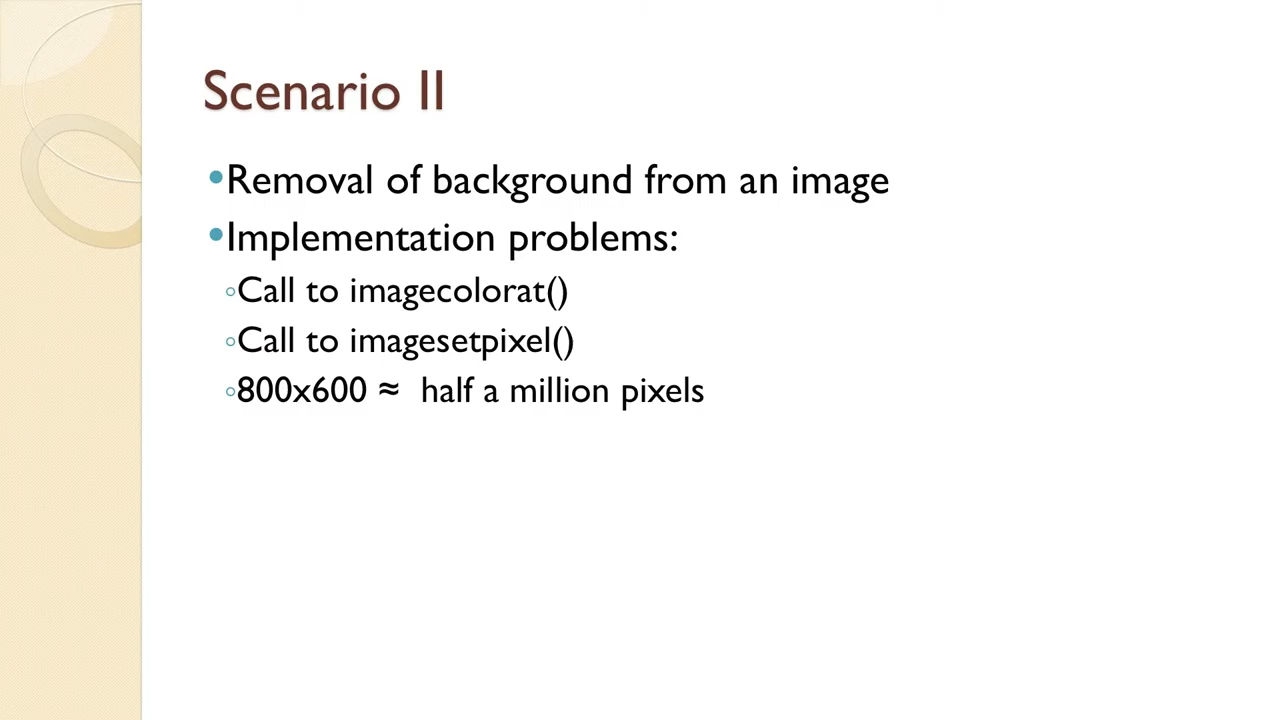 Scenario II
•Removal of background from an image
•Implementation problems:
◦Call to imagecolorat()
◦Call to imagesetpixel()
◦800x600 ≈ half a million pixels